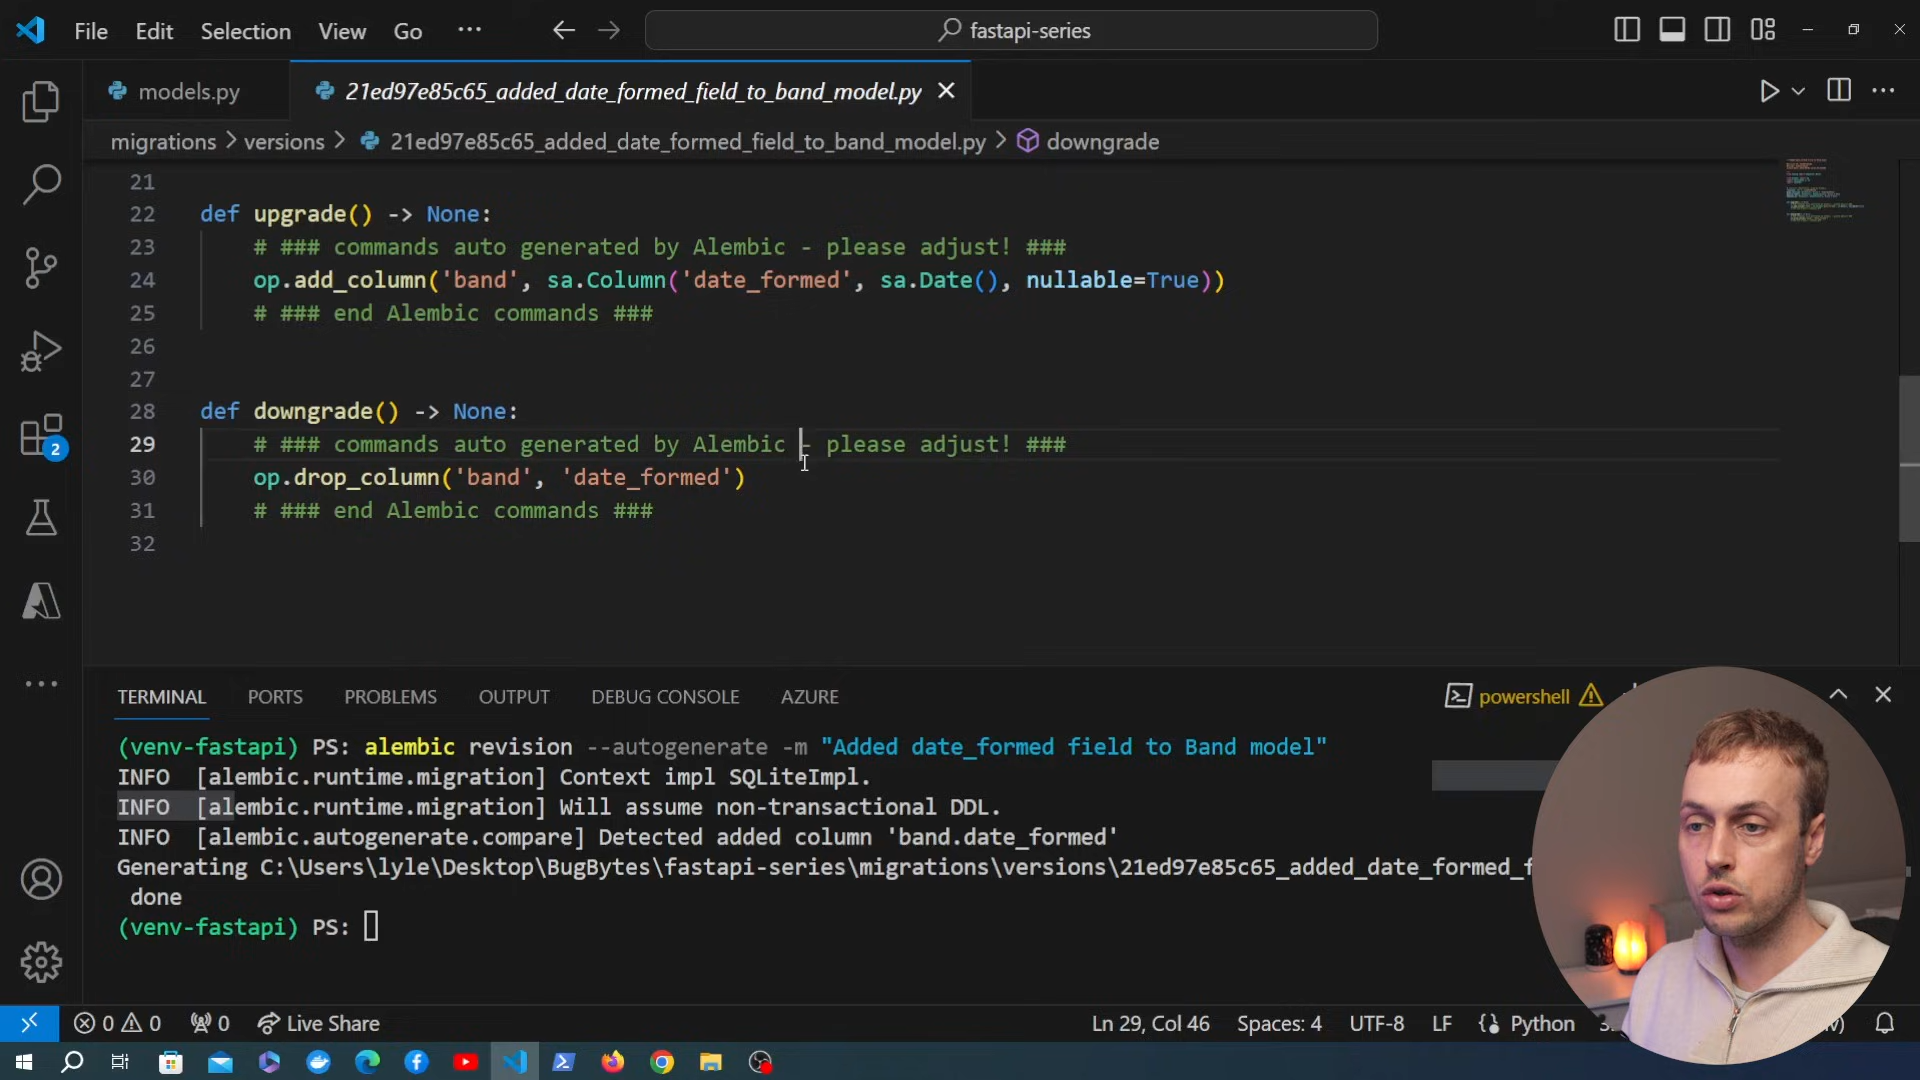 File Edit Selection View Go ... fastapi-series
models.py 21ed97e85c65_added_date_formed_field_to_band_model.py
migrations > versions > 21ed97e85c65_added_date_formed_field_to_band_model.py > downgrade
21
22 def upgrade() -> None:
23 # ### commands auto generated by Alembic - please adjust! ###
24 op.add_column('band', sa.Column('date_formed', sa.Date(), nullable=True))
25 # ### end Alembic commands ###
26
27
28 def downgrade() -> None:
29 # ### commands auto generated by Alembic - please adjust! ###
30 op.drop_column('band', 'date_formed')
31 # ### end Alembic commands ###
32
2
TERMINAL PORTS PROBLEMS OUTPUT DEBUG CONSOLE AZURE powershell
(venv-fastapi) PS: alembic revision --autogenerate -m "Added date_formed field to Band model"
INFO [alembic.runtime.migration] Context impl SQLiteImpl.
INFO [alembic.runtime.migration] Will assume non-transactional DDL.
INFO [alembic.autogenerate.compare] Detected added column 'band.date_formed'
Generating C:\Users\lyle\Desktop\BugBytes\fastapi-series\migrations\versions\21ed97e85c65_added_date_formed_f
done
(venv-fastapi) PS:
0 0 0 Live Share Ln 29, Col 46 Spaces: 4 UTF-8 LF Python